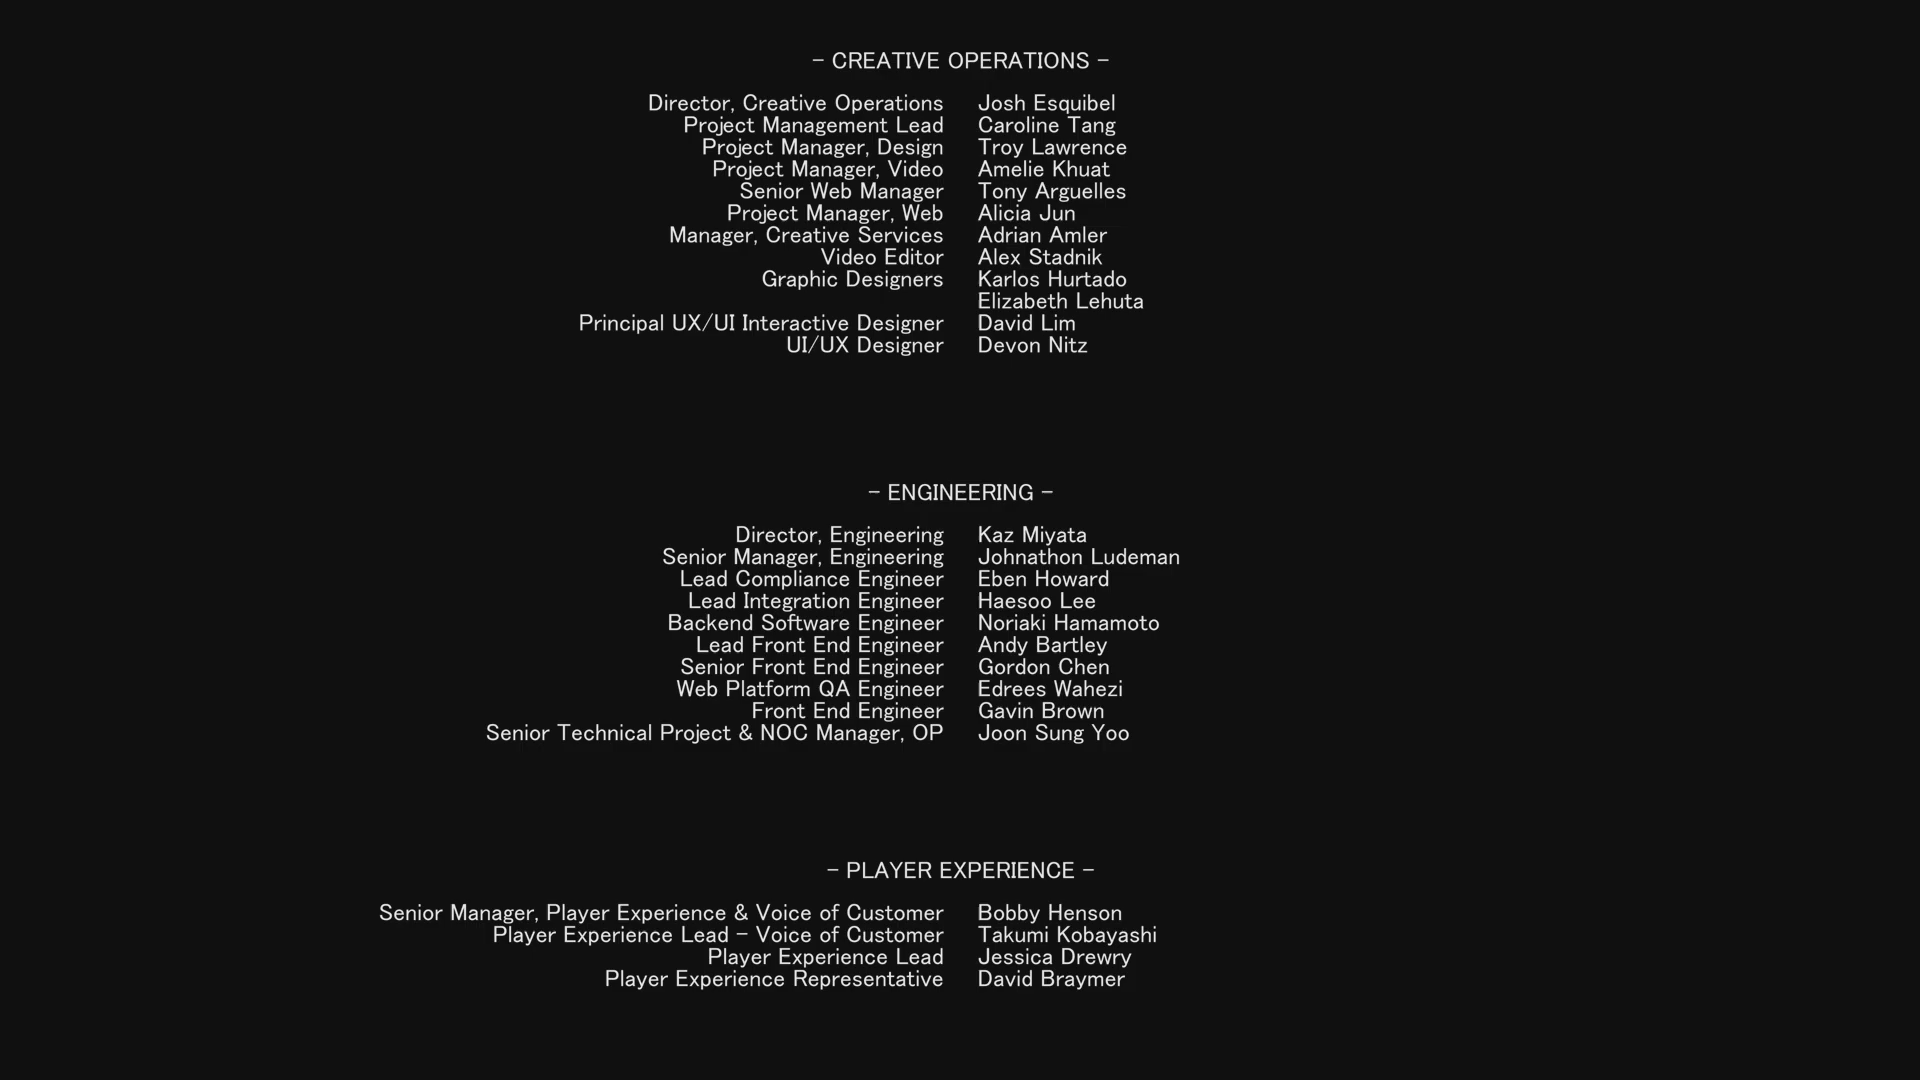 - CREATIVE OPERATIONS -
Director, Creative Operations Josh Esquibel
Project Management Lead Caroline Tang
Project Manager, Design Troy Lawrence
Project Manager, Video Amelie Khuat
Senior Web Manager Tony Arguelles
Project Manager, Web Alicia Jun
Manager, Creative Services Adrian Amler
Video Editor Alex Stadnik
Graphic Designers Karlos Hurtado
Elizabeth Lehuta
Principal UX/UI Interactive Designer David Lim
UI/UX Designer Devon Nitz
- ENGINEERING -
Director, Engineering Kaz Miyata
Senior Manager, Engineering Johnathon Ludeman
Lead Compliance Engineer Eben Howard
Lead Integration Engineer Haesoo Lee
Backend Software Engineer Noriaki Hamamoto
Lead Front End Engineer Andy Bartley
Senior Front End Engineer Gordon Chen
Web Platform QA Engineer Edrees Wahezi
Front End Engineer Gavin Brown
Senior Technical Project & NOC Manager, OP Joon Sung Yoo
- PLAYER EXPERIENCE -
Senior Manager, Player Experience & Voice of Customer Bobby Henson
Player Experience Lead - Voice of Customer Takumi Kobayashi
Player Experience Lead Jessica Drewry
Player Experience Representative David Braymer